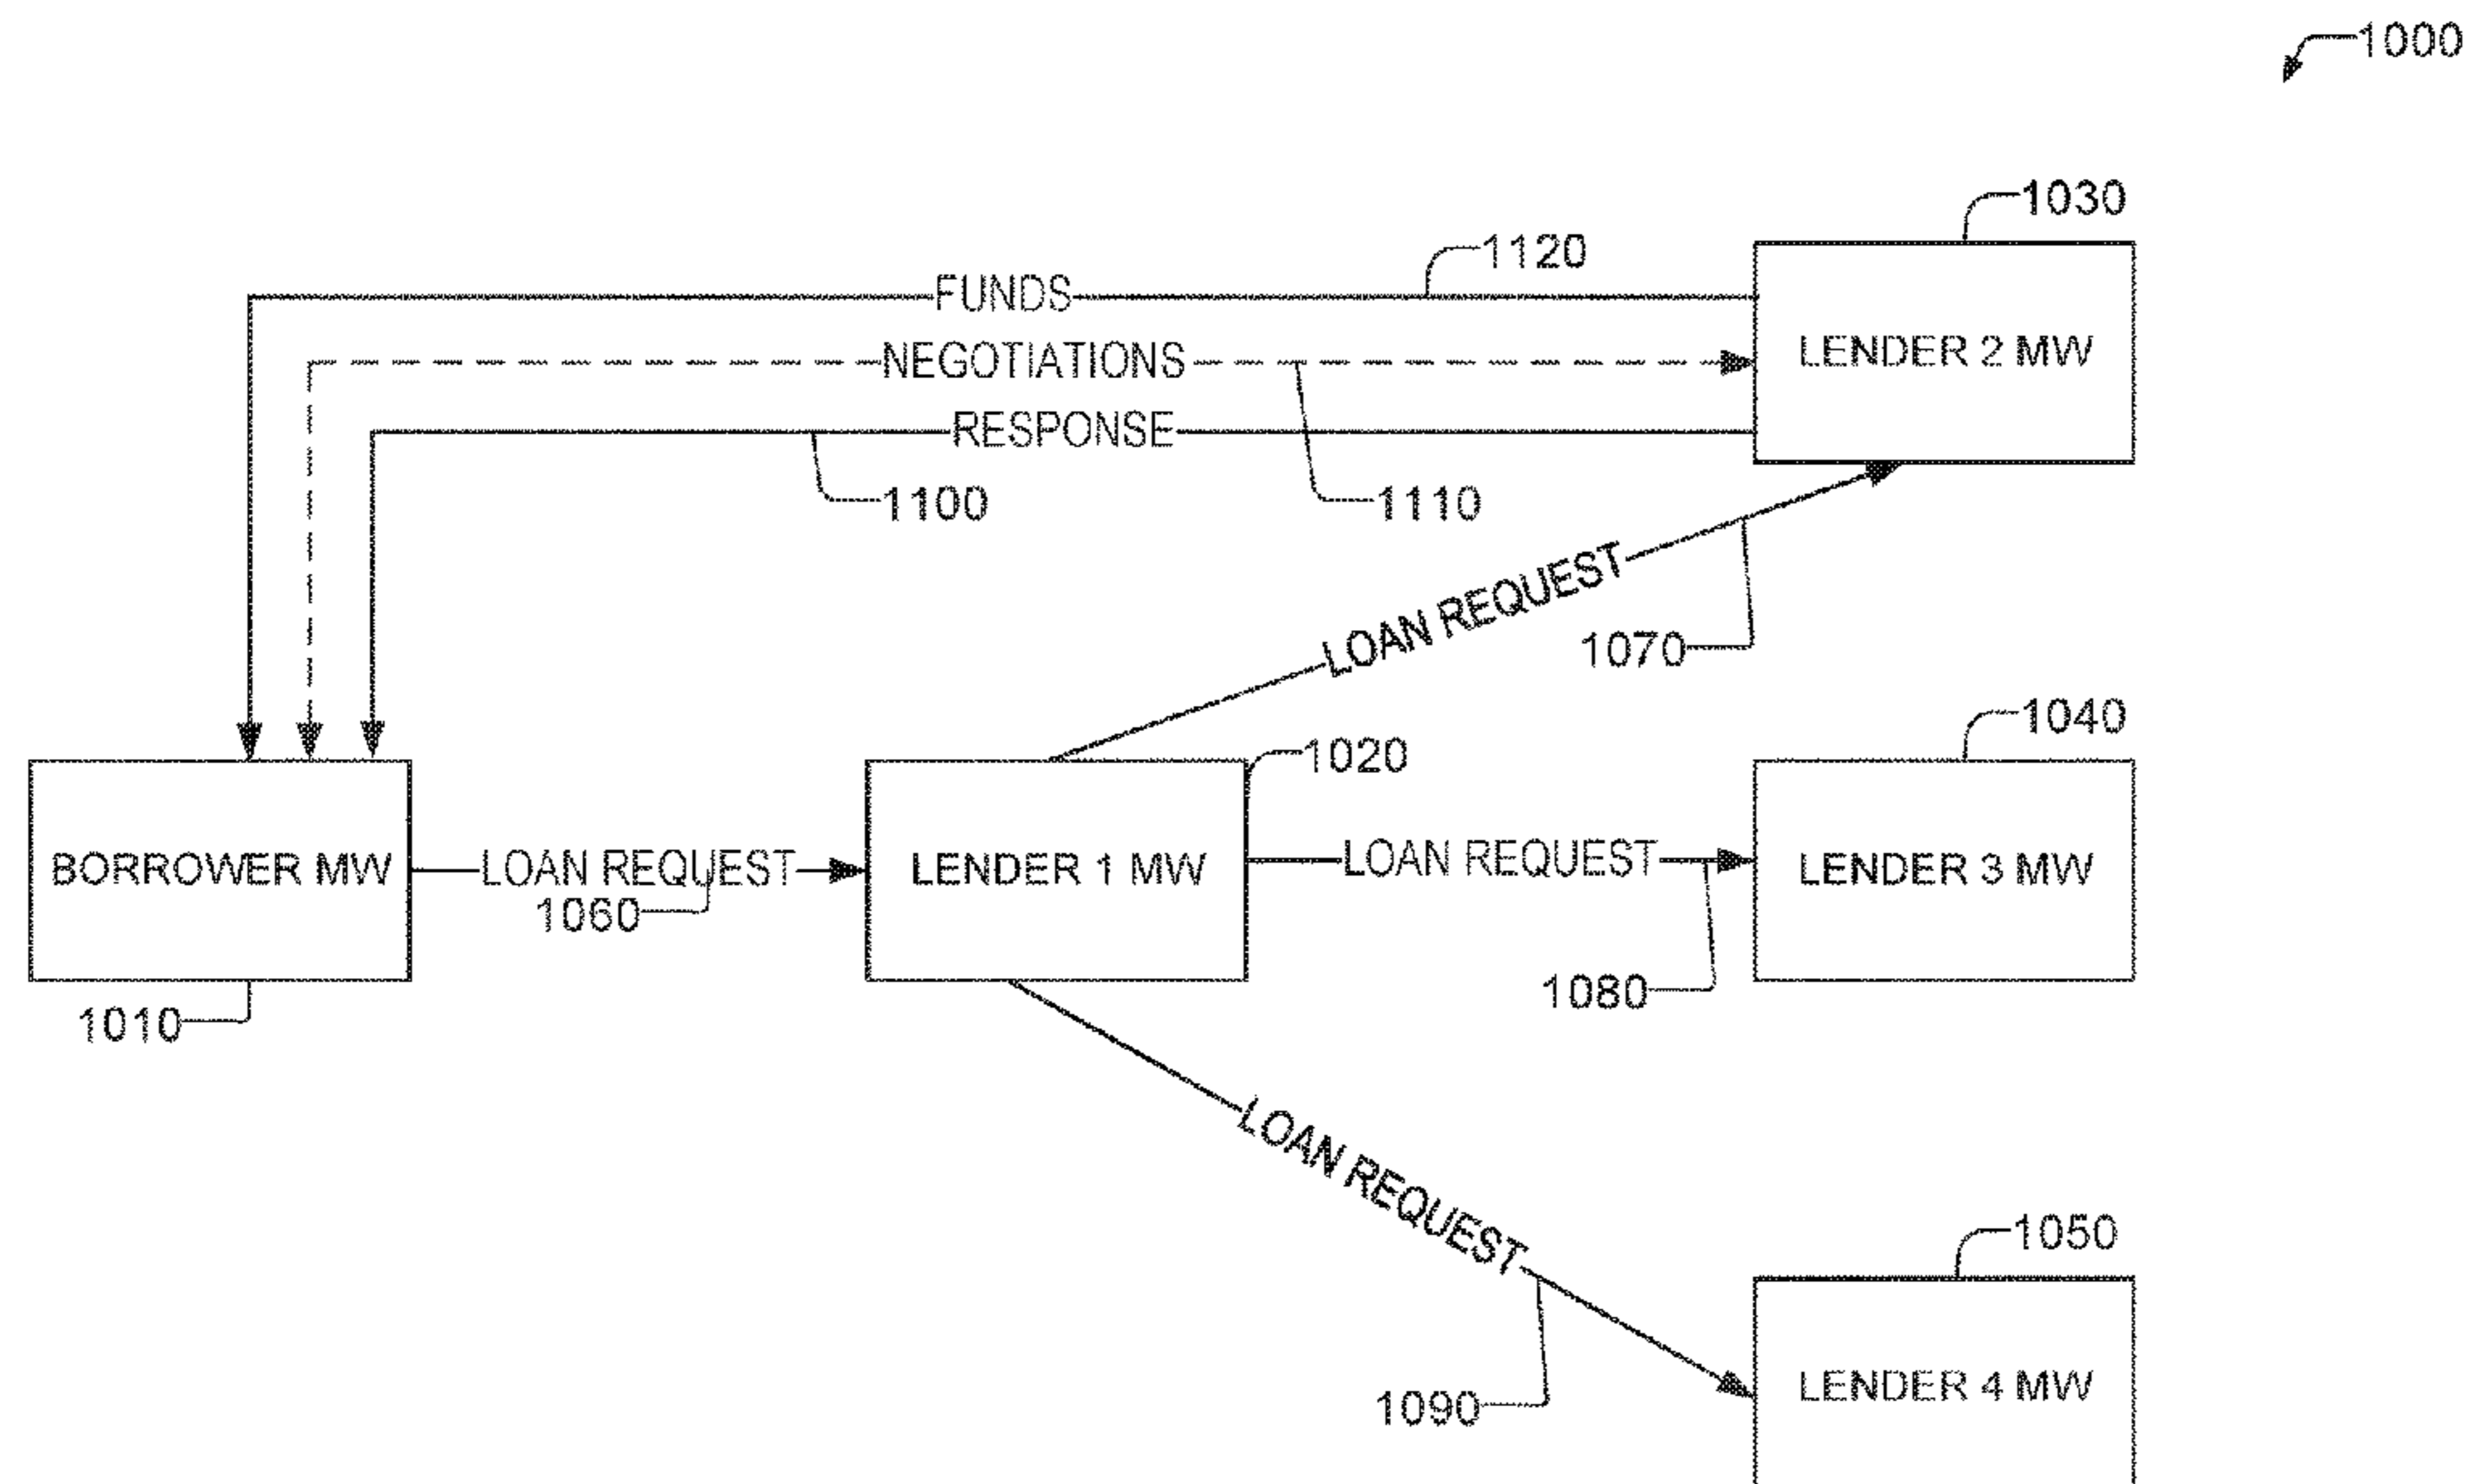 1000
1030
1120
FUNDS
NEGOTIATIONS
LENDER 2 MW
RESPONSE
1100
1110
LOAN REQUEST
1070
1040
1020
BORROWER MW
LOAN REQUEST
1060
LENDER 1 MW
LOAN REQUEST
LENDER 3 MW
1080
1010
LOAN REQUEST
1050
1090
LENDER 4 MW